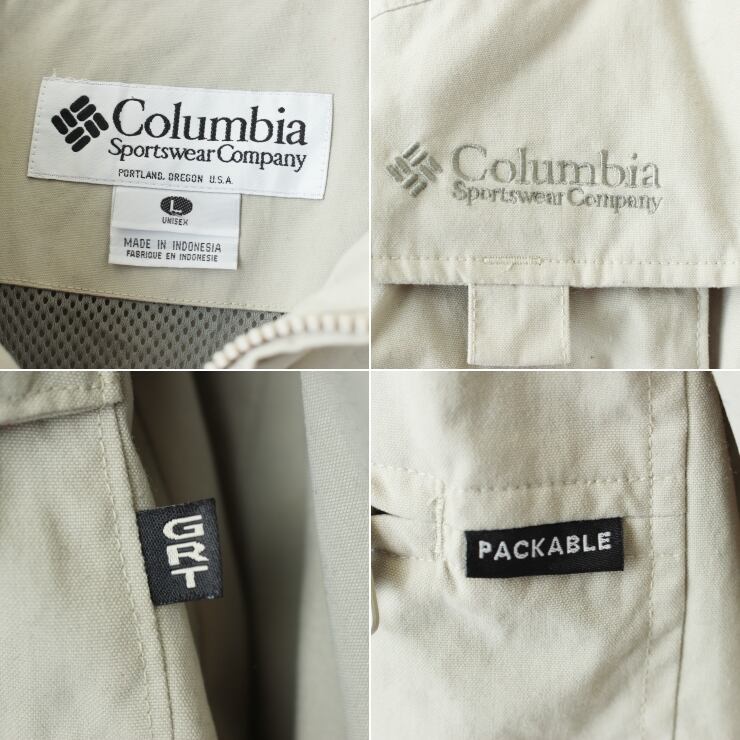 Columbia
Sportswear Company
PORTLAND, OREGON U.S.A.
L
UNISEX
MADE IN INDONESIA
FABRIQUE EN INDONESIE
Columbia
Sportswear Company
GRT
PACKABLE